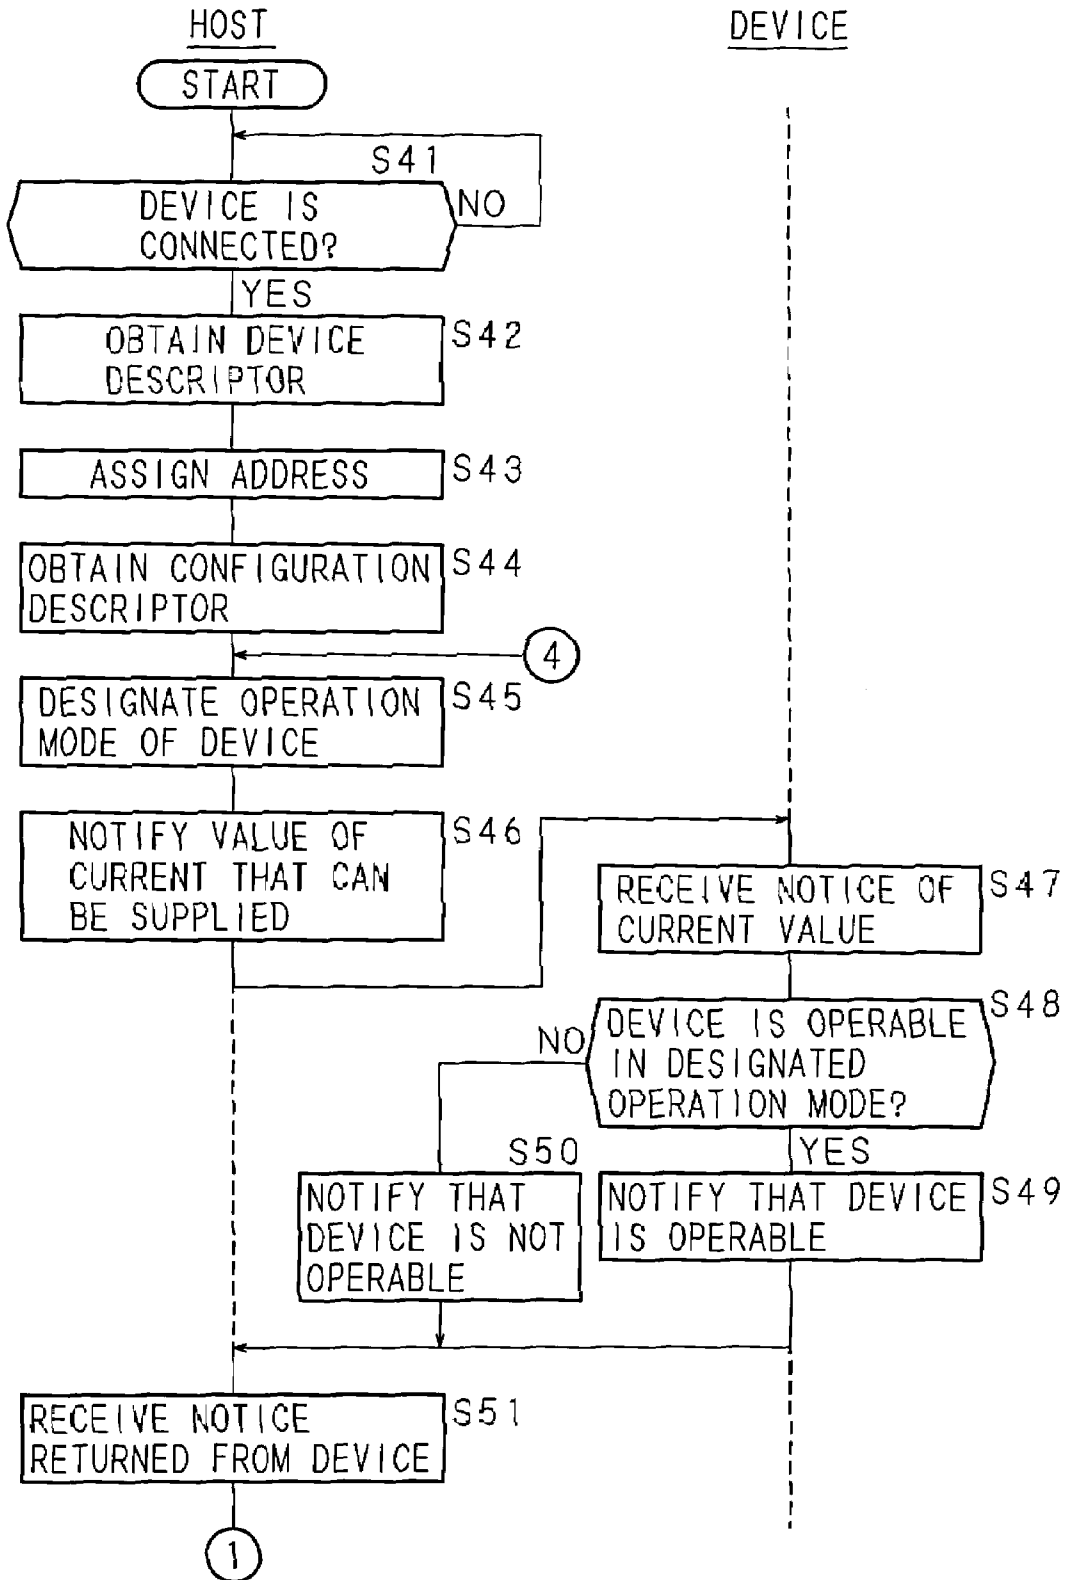 HOST
DEVICE
START
S41
DEVICE IS
CONNECTED?
NO
YES
OBTAIN DEVICE
DESCRIPTOR
S42
ASSIGN ADDRESS
S43
OBTAIN CONFIGURATION
DESCRIPTOR
S44
4
DESIGNATE OPERATION
MODE OF DEVICE
S45
NOTIFY VALUE OF
CURRENT THAT CAN
BE SUPPLIED
S46
RECEIVE NOTICE OF
CURRENT VALUE
S47
DEVICE IS OPERABLE
IN DESIGNATED
OPERATION MODE?
S48
NO
YES
S50
NOTIFY THAT
DEVICE IS NOT
OPERABLE
NOTIFY THAT DEVICE
IS OPERABLE
S49
RECEIVE NOTICE
RETURNED FROM DEVICE
S51
1